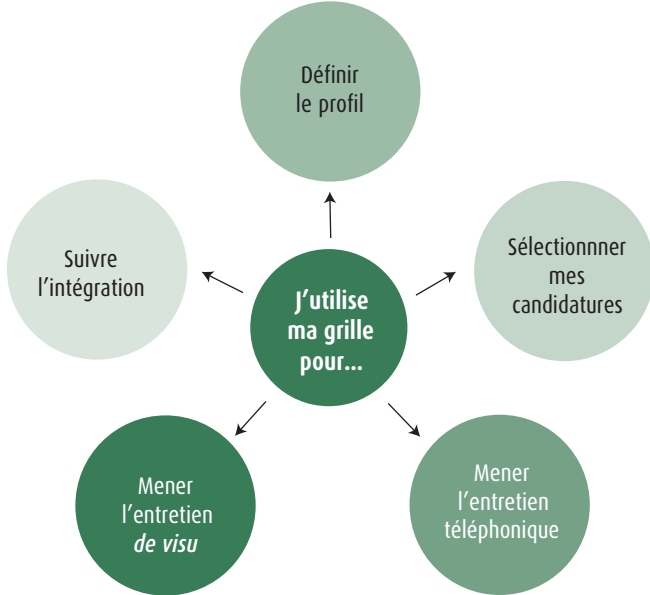 Définir
le profil
Suivre
l'intégration
Sélectionnner
mes
candidatures
J'utilise
ma grille
pour...
Mener
l'entretien
de visu
Mener
l'entretien
téléphonique